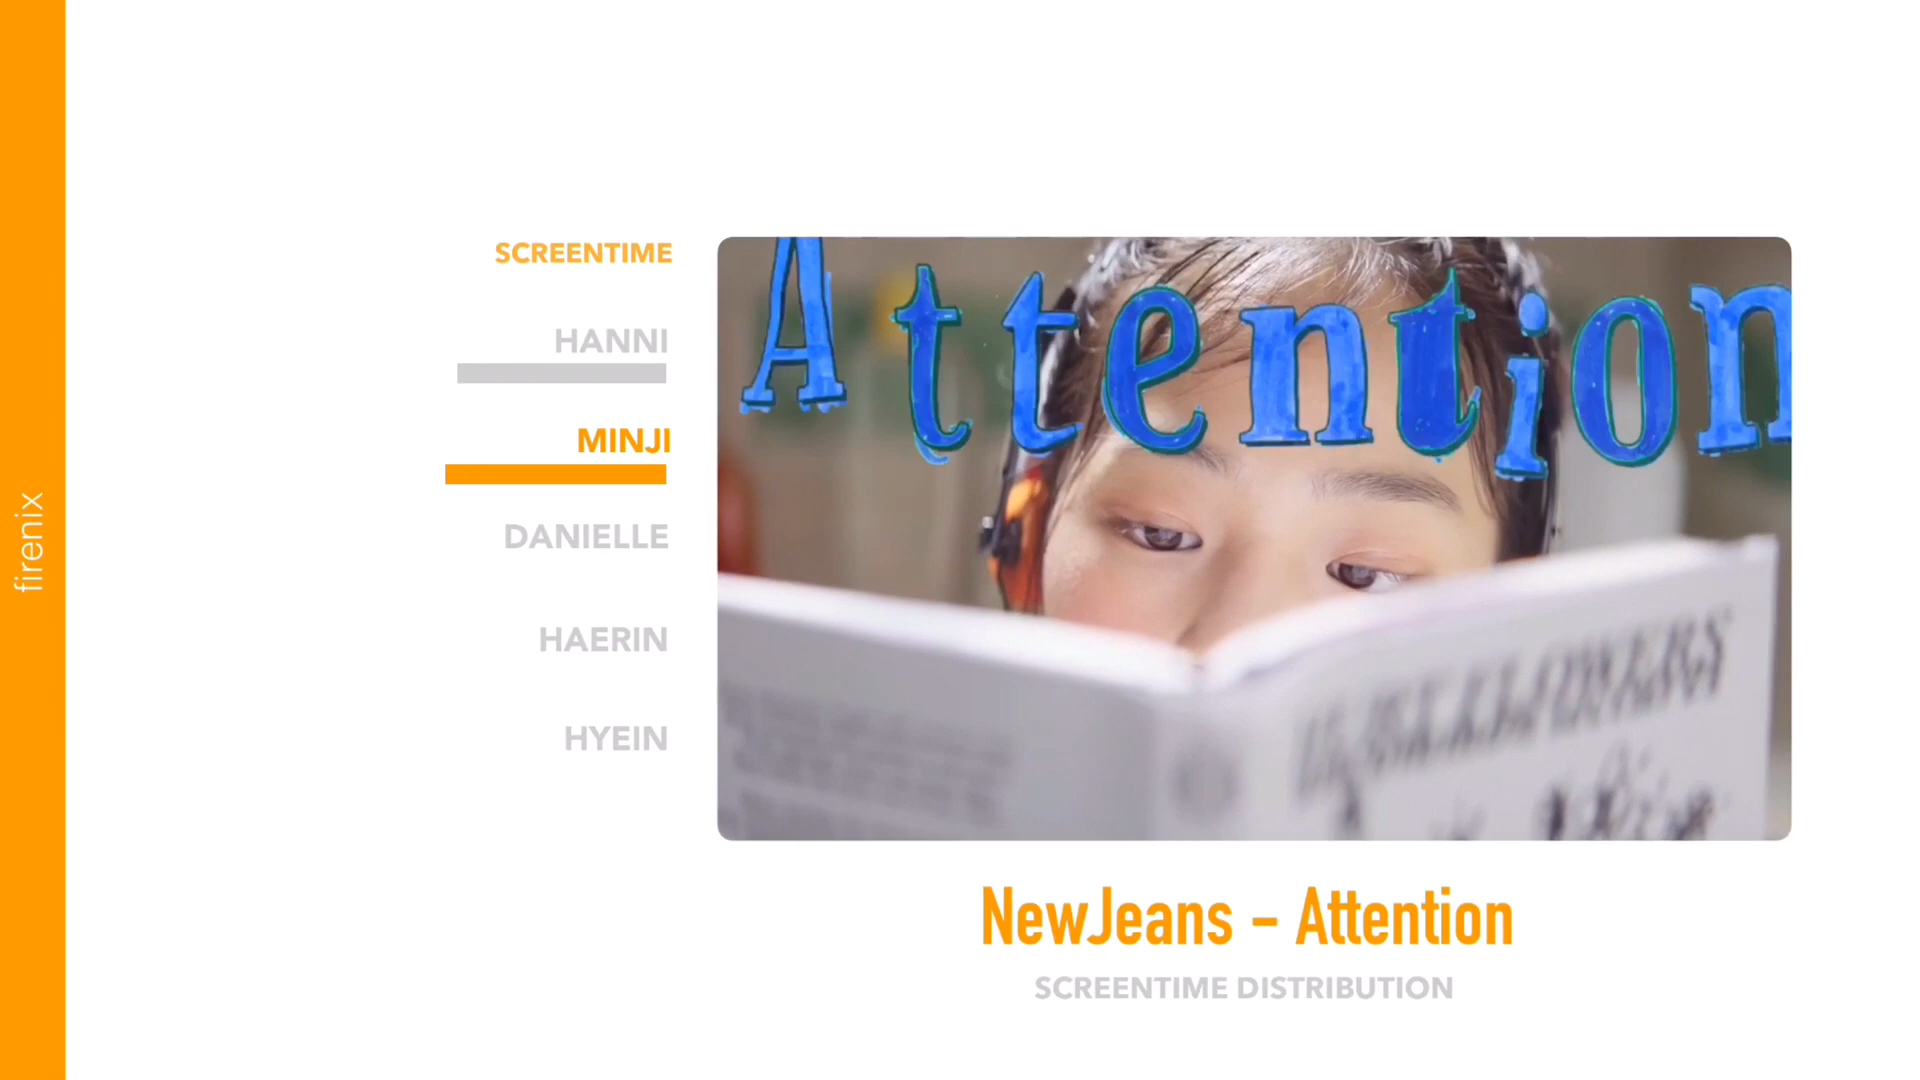 firenix
SCREENTIME
HANNI
MINJI
DANIELLE
HAERIN
HYEIN
Attention
NewJeans – Attention
SCREENTIME DISTRIBUTION